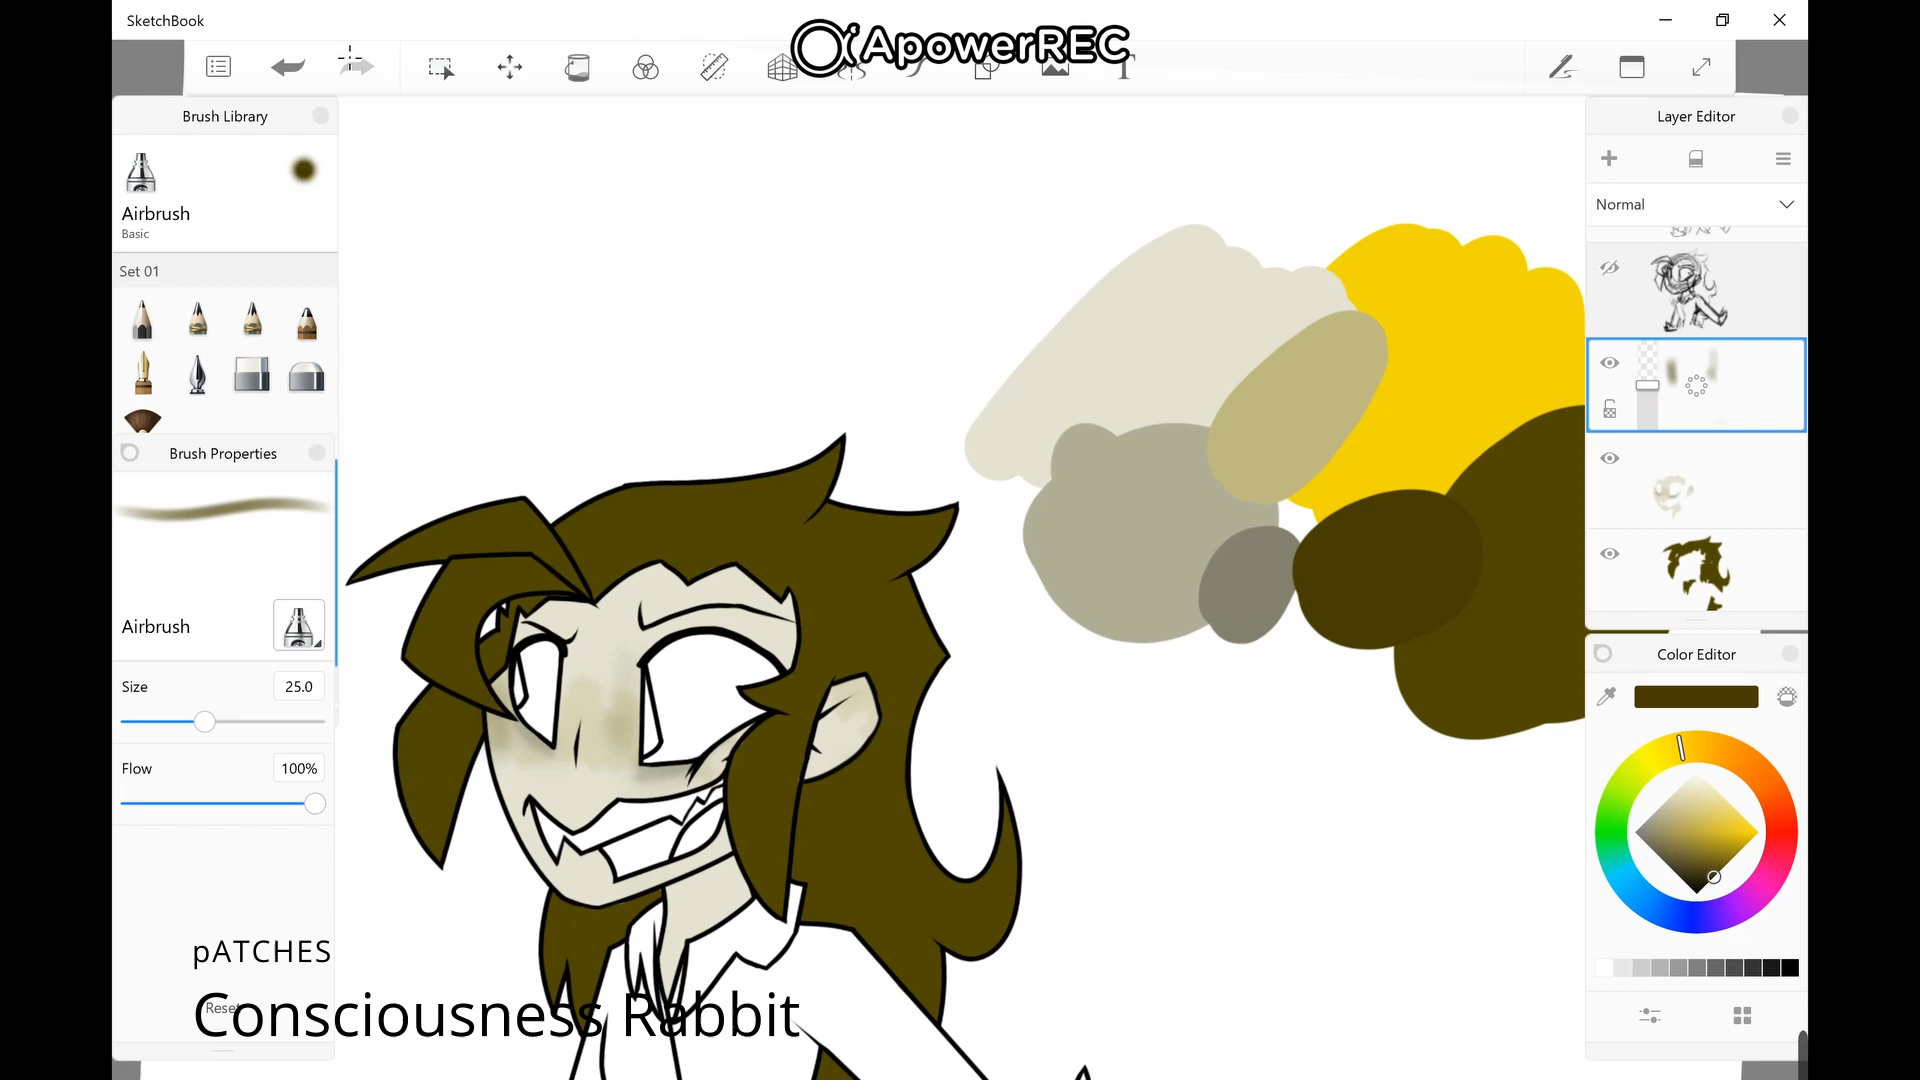 SketchBook
ApowerREC
Brush Library
Airbrush
Basic
Set 01
Brush Properties
Airbrush
Size
25.0
Flow
100%
Reset
pATCHES
Consciousness Rabbit
Layer Editor
Normal
Color Editor